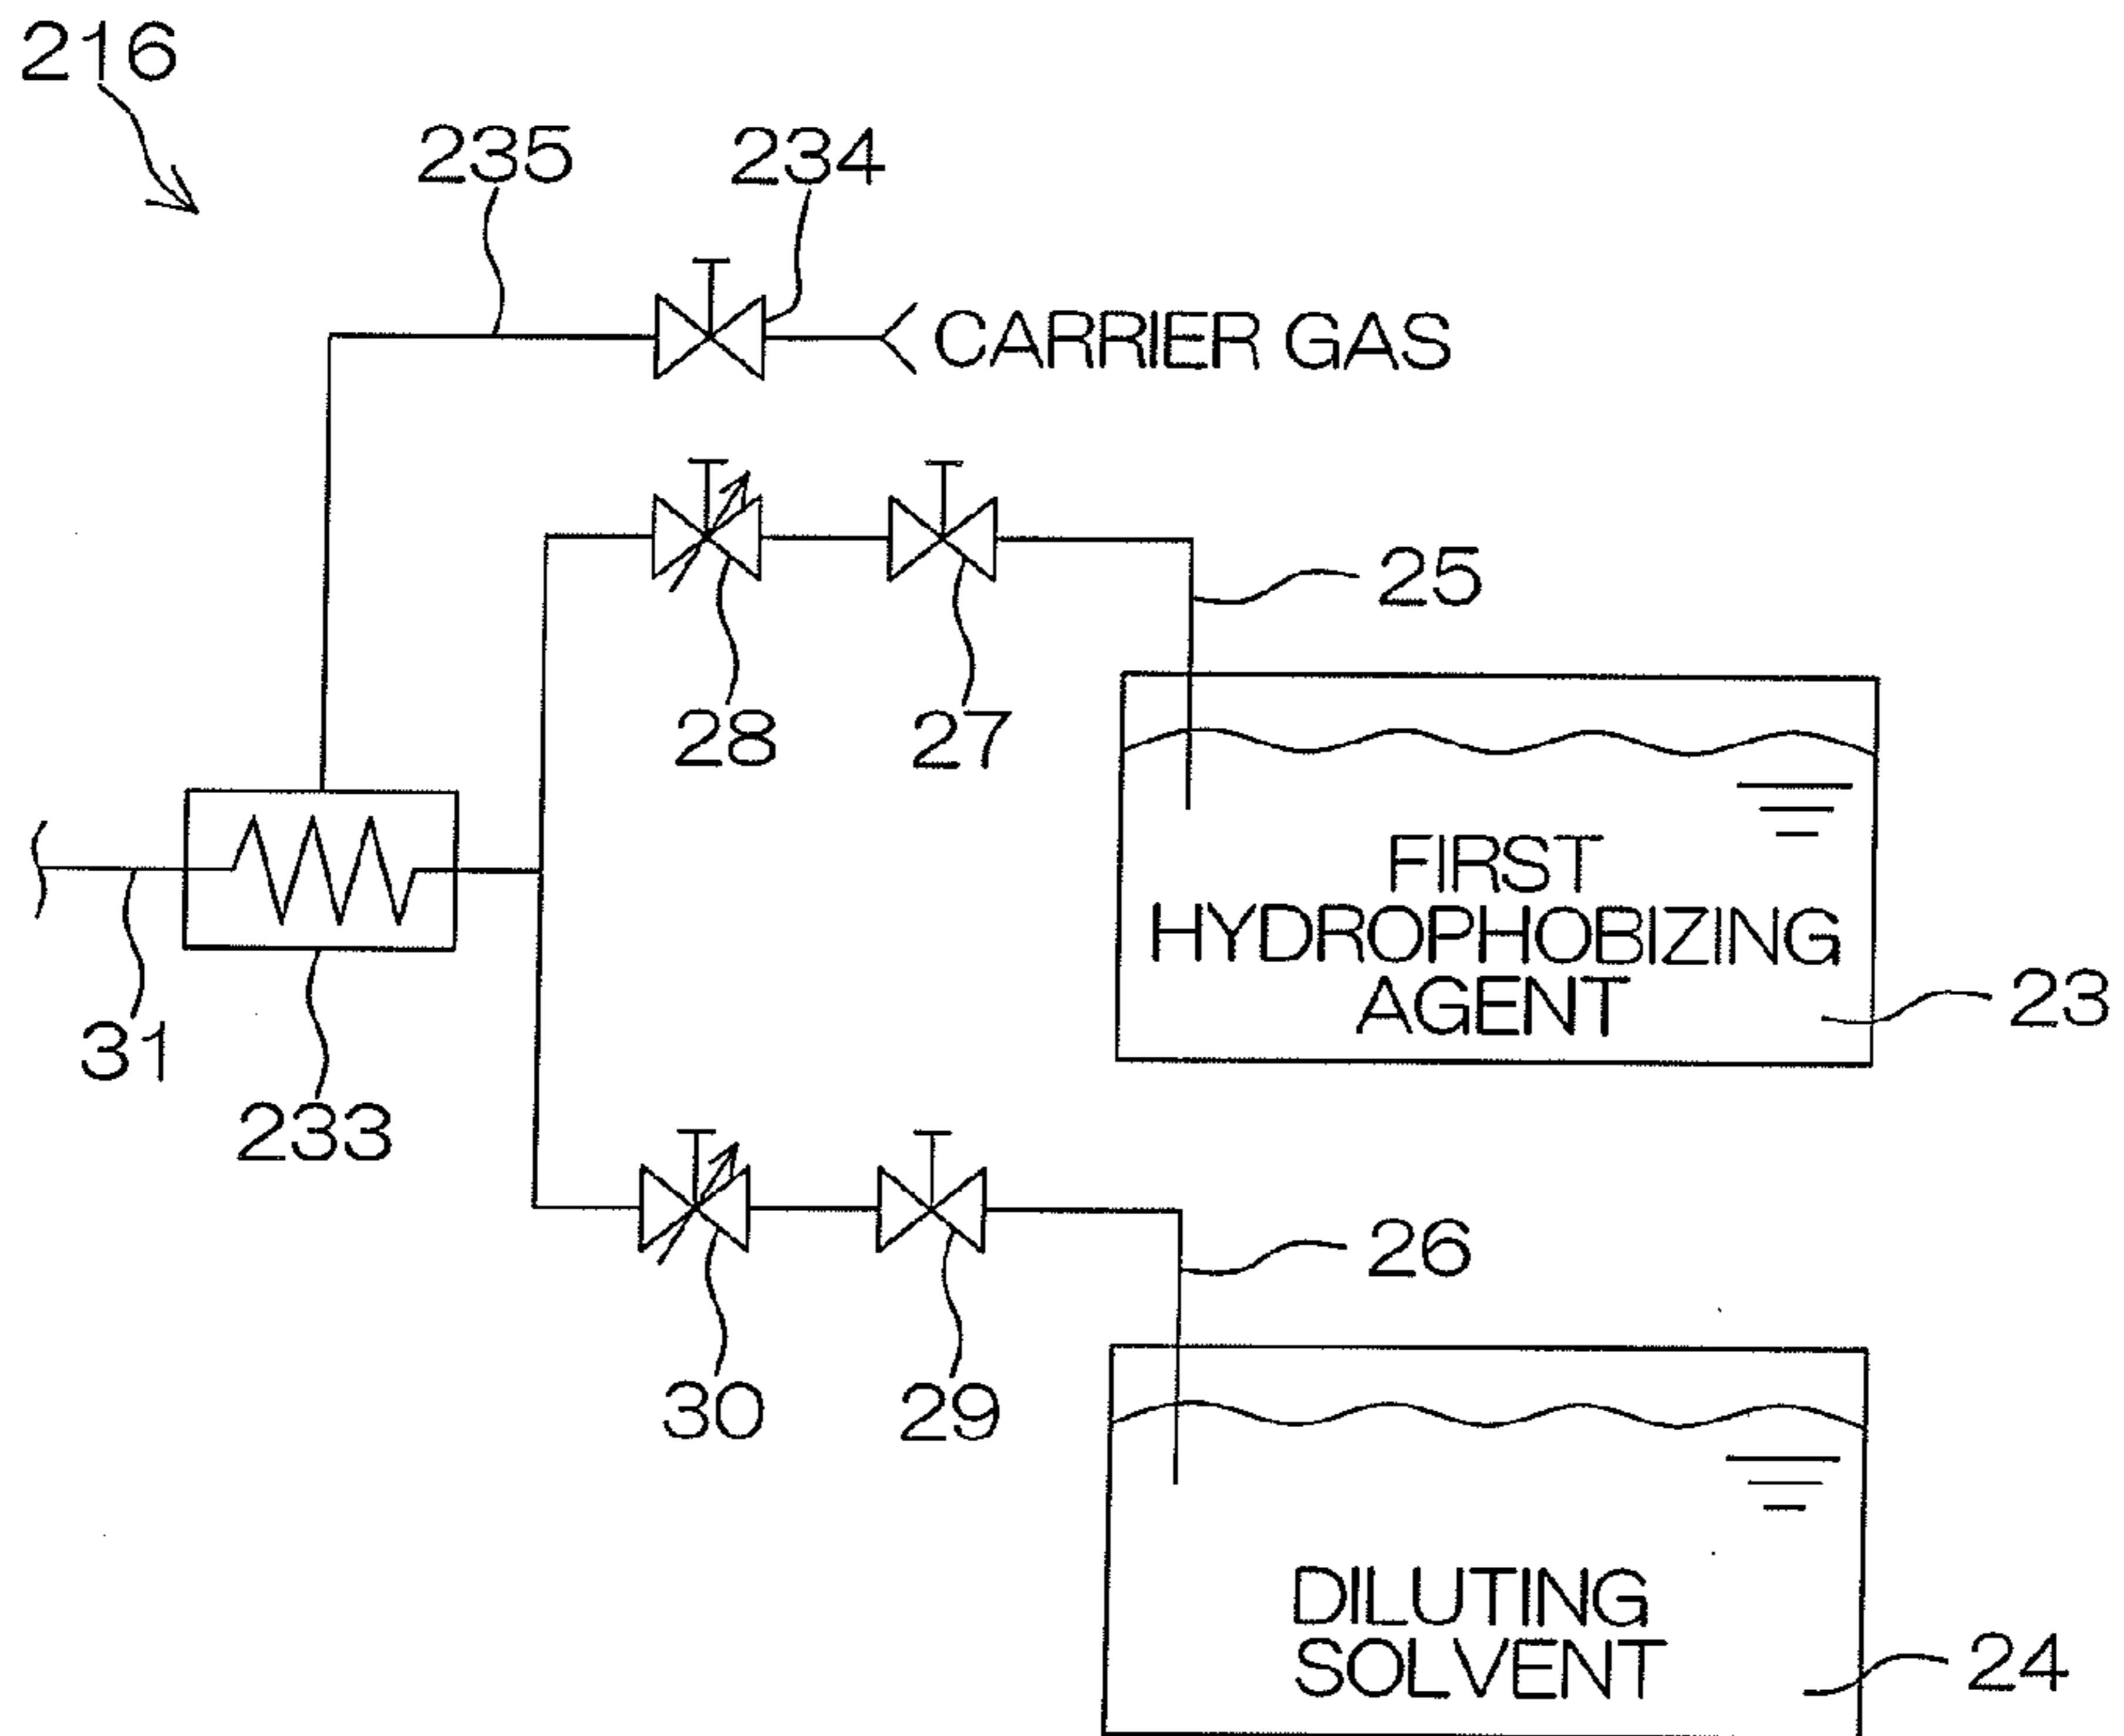 216
235
234
CARRIER GAS
25
28
27
FIRST
HYDROPHOBIZING
AGENT
23
31
233
26
30
29
DILUTING
SOLVENT
24